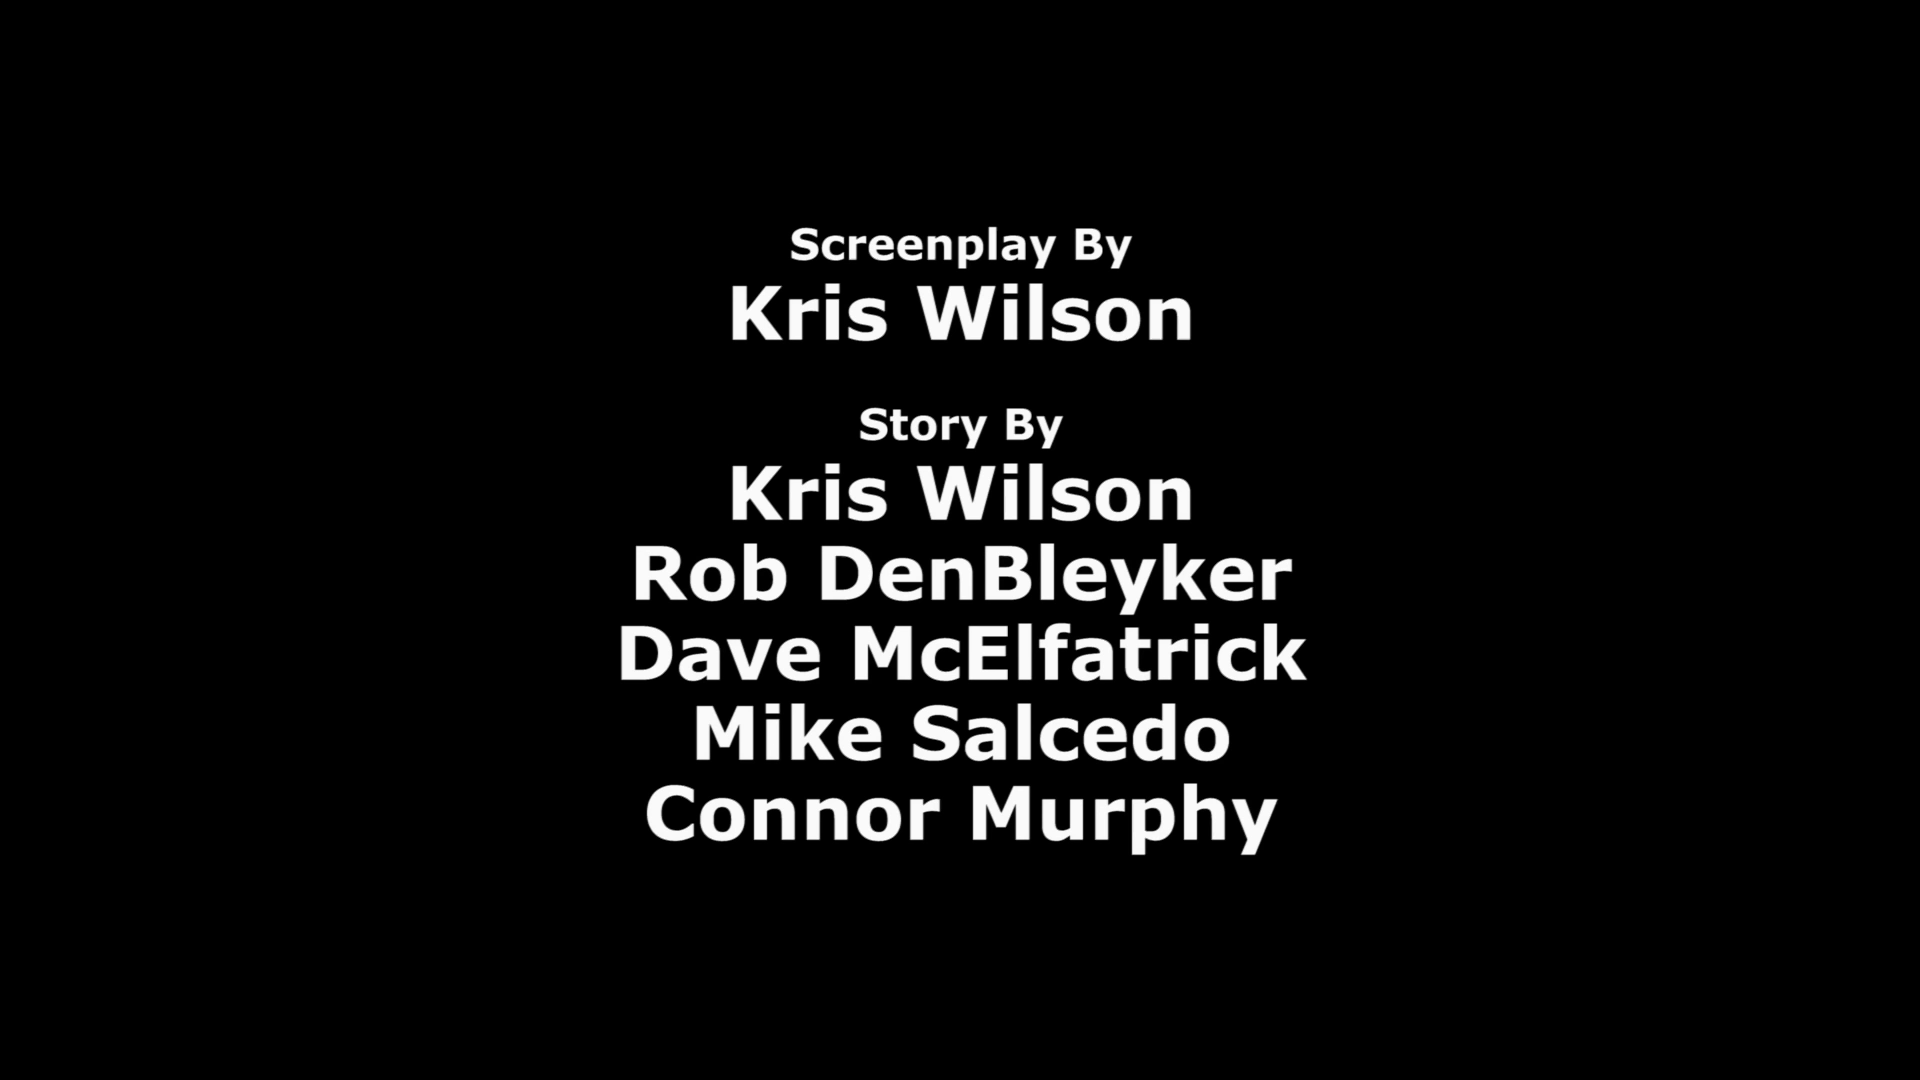 Screenplay By
Kris Wilson
Story By
Kris Wilson
Rob DenBleyker
Dave McElfatrick
Mike Salcedo
Connor Murphy